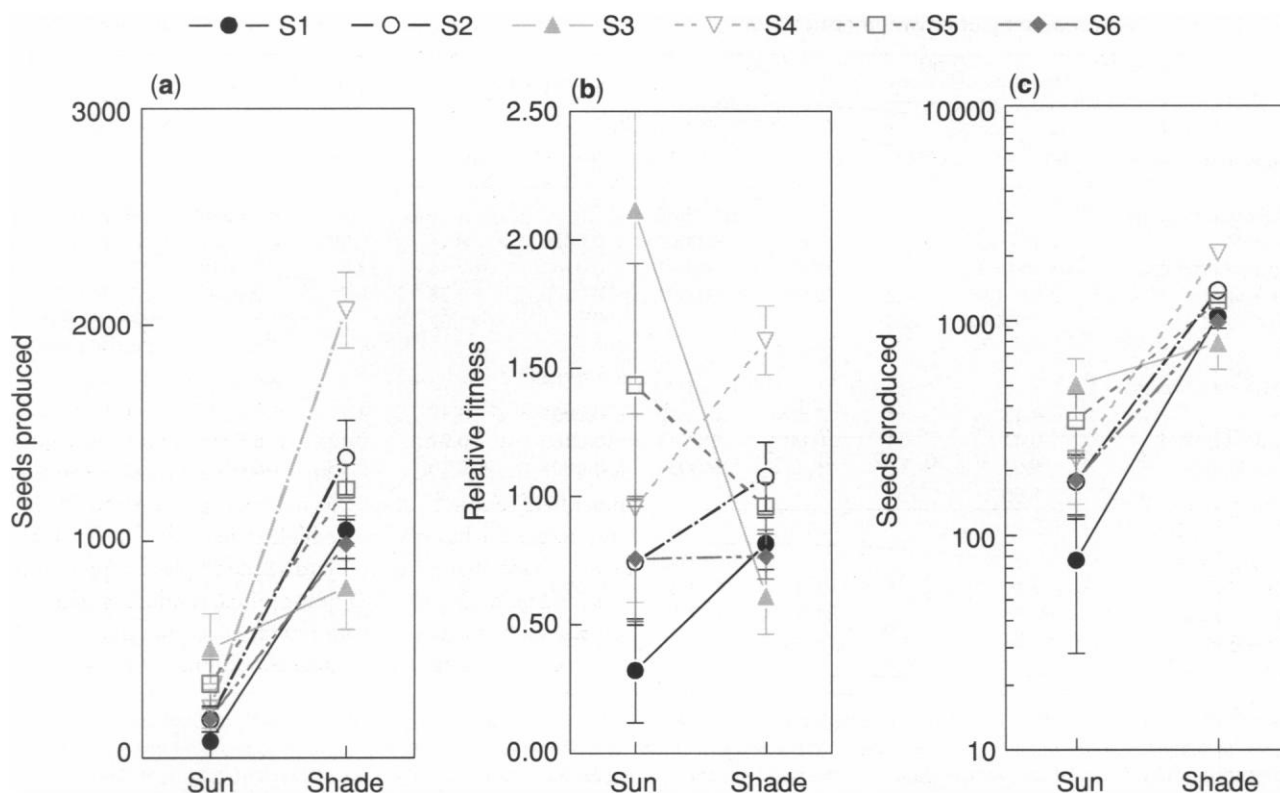 S1 S2 S3 S4 S5 S6
(a)
3000
2000
1000
0
Seeds produced
Sun Shade
(b)
2.50
2.00
1.50
1.00
0.50
0.00
Relative fitness
Sun Shade
(c)
10000
1000
100
10
Seeds produced
Sun Shade